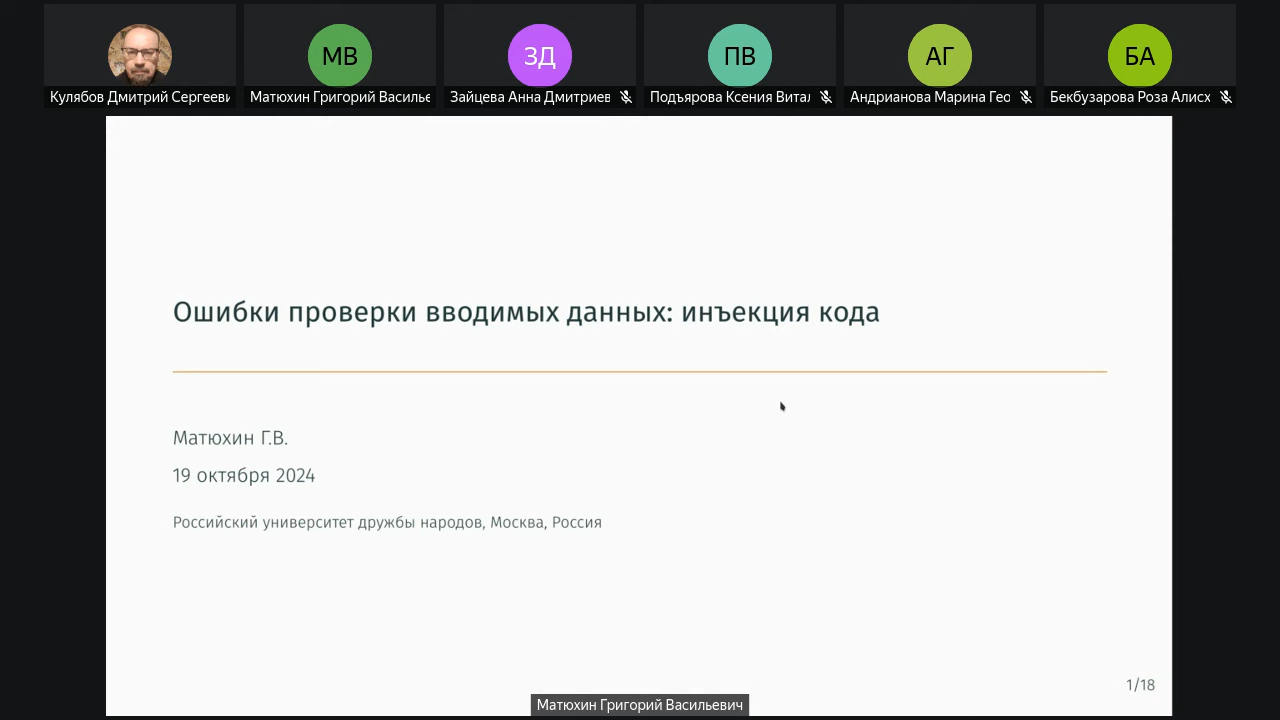 МВ
ЗД
ПВ
АГ
БА
Кулябов Дмитрий Сергееви
Матюхин Григорий Василье
Зайцева Анна Дмитриев
Подъярова Ксения Витал
Андрианова Марина Гео
Бекбузарова Роза Алисх
Ошибки проверки вводимых данных: инъекция кода
Матюхин Г.В.
19 октября 2024
Российский университет дружбы народов, Москва, Россия
1/18
Матюхин Григорий Васильевич